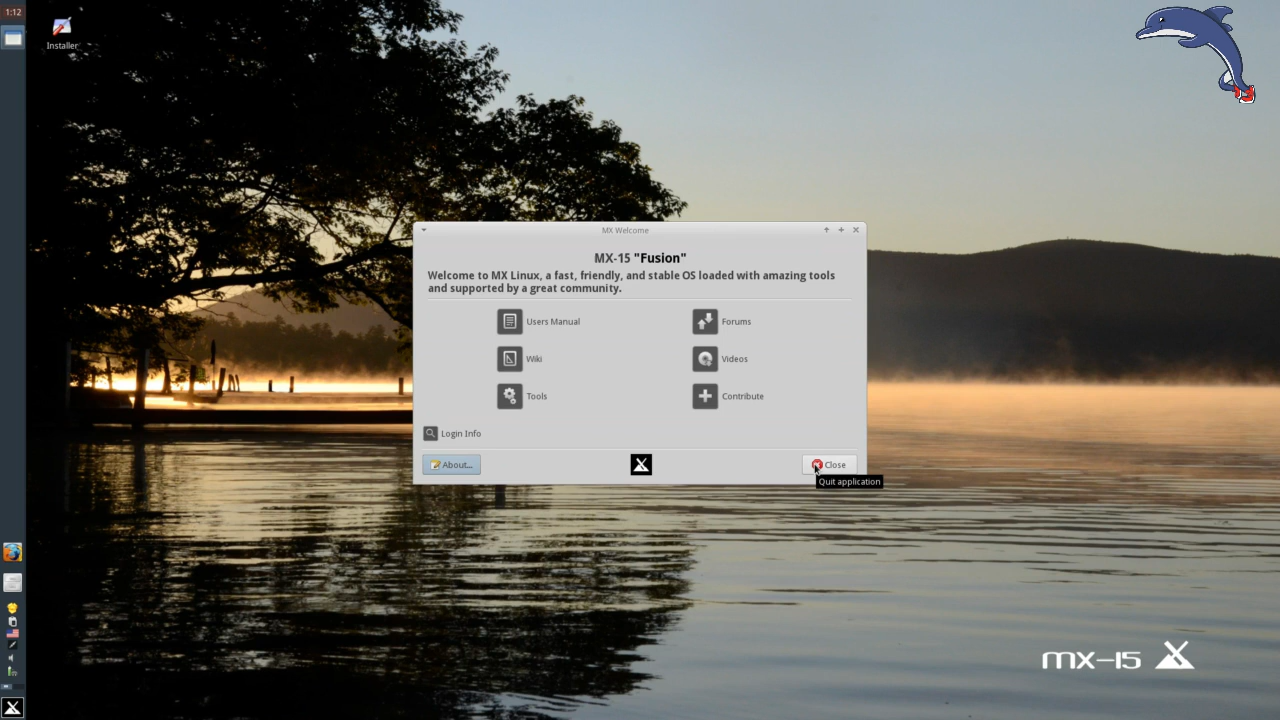 1:12
Installer
MX Welcome
MX-15 "Fusion"
Welcome to MX Linux, a fast, friendly, and stable OS loaded with amazing tools
and supported by a great community.
Users Manual
Forums
Wiki
Videos
Tools
Contribute
Login Info
About...
Close
Quit application
mx-15